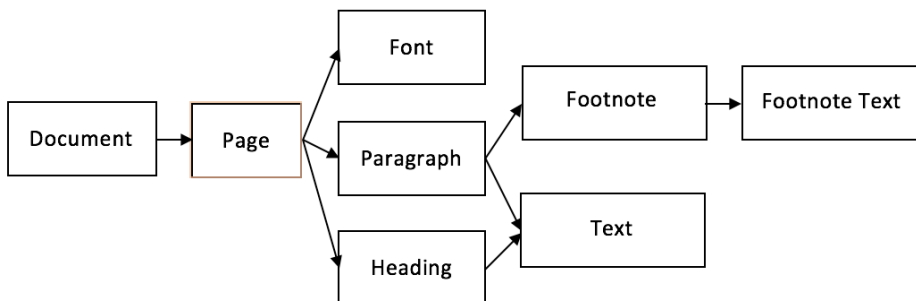 Document
Page
Font
Paragraph
Heading
Footnote
Text
Footnote Text